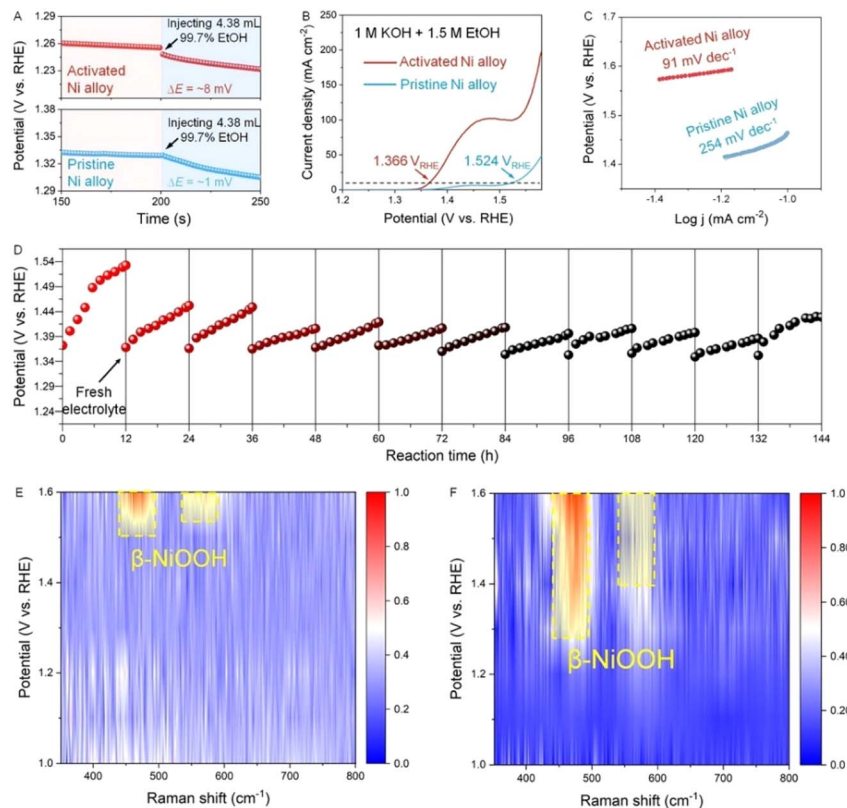 A
Potential (V vs. RHE)
1.29
1.26
1.23
Injecting 4.38 mL
99.7% EtOH
Activated
Ni alloy
ΔE = ~8 mV
1.38
1.35
1.32
1.29
Injecting 4.38 mL
99.7% EtOH
Pristine
Ni alloy
ΔE = ~1 mV
150
200
250
Time (s)
B
Current density (mA cm-2)
200
150
100
50
0
1 M KOH + 1.5 M EtOH
Activated Ni alloy
Pristine Ni alloy
1.366 VRHE
1.524 VRHE
1.2
1.3
1.4
1.5
Potential (V vs. RHE)
C
Potential (V vs. RHE)
1.7
1.6
1.5
1.4
Activated Ni alloy
91 mV dec-1
Pristine Ni alloy
254 mV dec-1
-1.4
-1.2
-1.0
Log j (mA cm-2)
D
Potential (V vs. RHE)
1.54
1.44
1.39
1.34
1.24
Fresh
electrolyte
0
12
24
36
48
60
72
84
96
108
120
132
144
Reaction time (h)
E
Potential (V vs. RHE)
1.6
1.4
1.2
1.0
β-NiOOH
400
500
600
700
800
Raman shift (cm-1)
1.0
0.8
0.6
0.4
0.2
0.0
F
Potential (V vs. RHE)
1.6
1.4
1.2
1.0
β-NiOOH
400
500
600
700
800
Raman shift (cm-1)
1.0
0.80
0.60
0.40
0.20
0.0